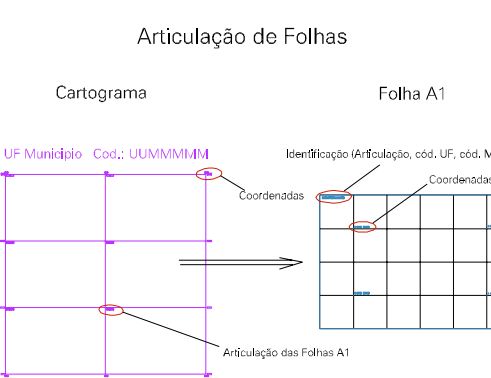 Articulação de Folhas
Cartograma
Folha A1
UF Municipio Cod.: UUMMMMM
Identificação (Articulação, cód. UF, cód. M
Coordenadas
Coordenadas
Articulação das Folhas A1